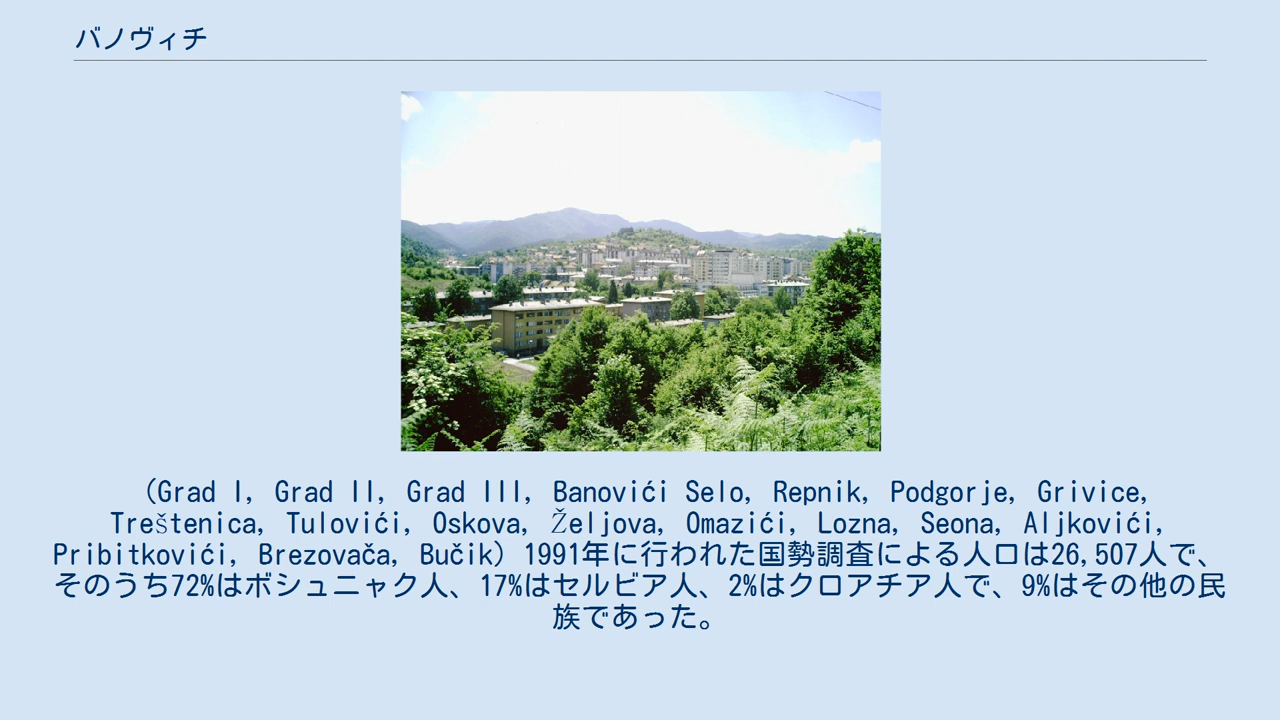 バノヴィチ
(Grad I, Grad II, Grad III, Banovići Selo, Repnik, Podgorje, Grivice,
Treštenica, Tulovići, Oskova, Željova, Omazići, Lozna, Seona, Aljkovići,
Pribitkovići, Brezovača, Bučik) 1991年に行われた国勢調査による人口は26,507人で、
そのうち72%はボシュニャク人、17%はセルビア人、2%はクロアチア人で、9%はその他の民
族であった。